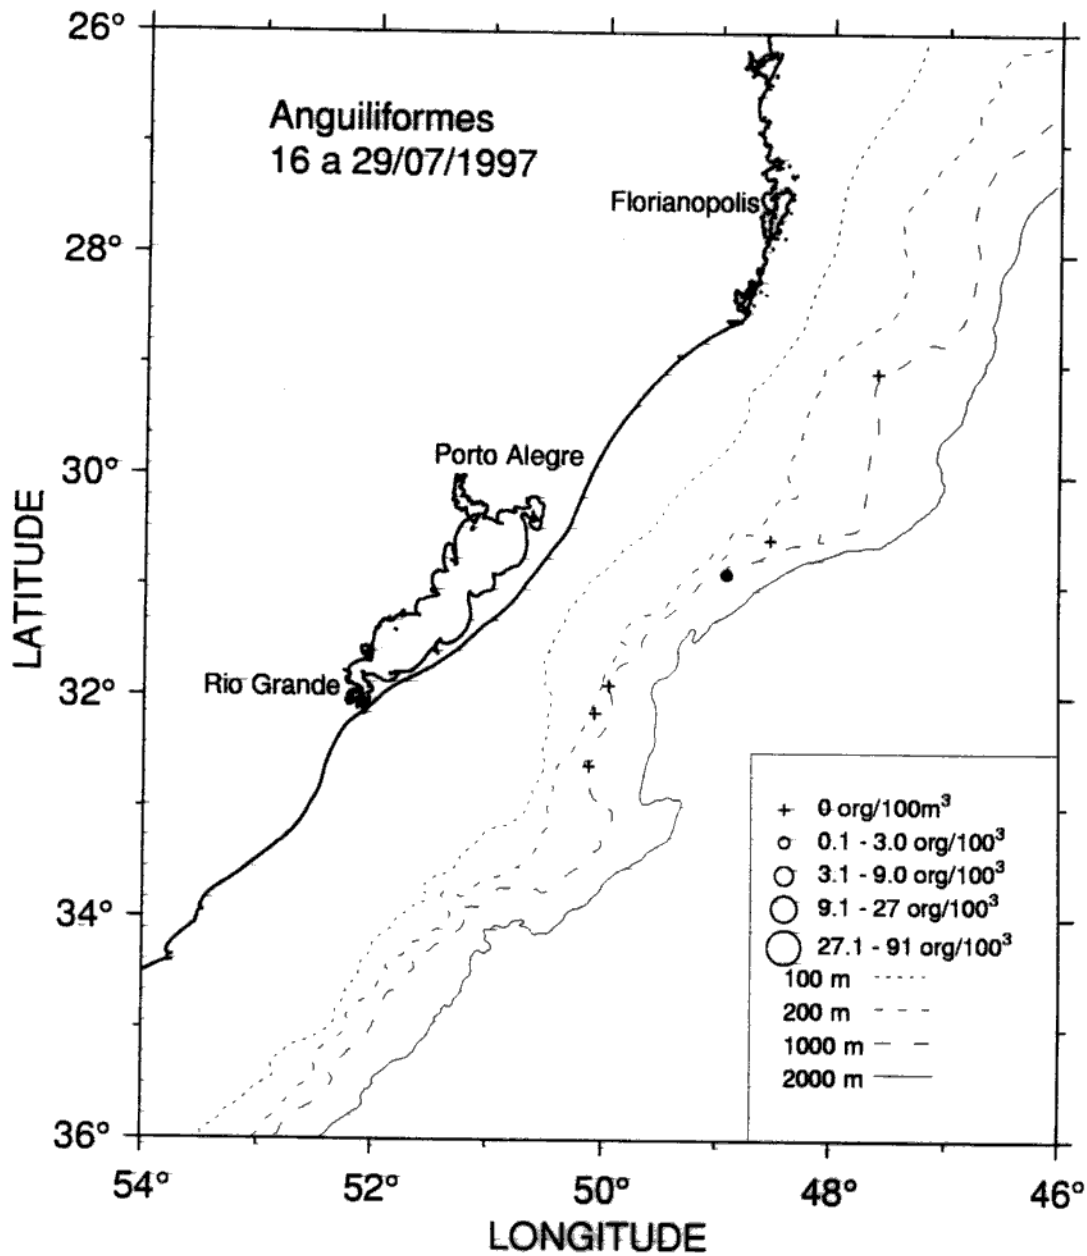 26°
Anguiliformes
16 a 29/07/1997
Florianopolis
28°
Porto Alegre
30°
LATITUDE
Rio Grande
32°
+ 0 org/100m³
0.1 - 3.0 org/100³
3.1 - 9.0 org/100³
9.1 - 27 org/100³
27.1 - 91 org/100³
34°
100 m
200 m
1000 m
2000 m
36°
54° 52° 50° 48° 46°
LONGITUDE